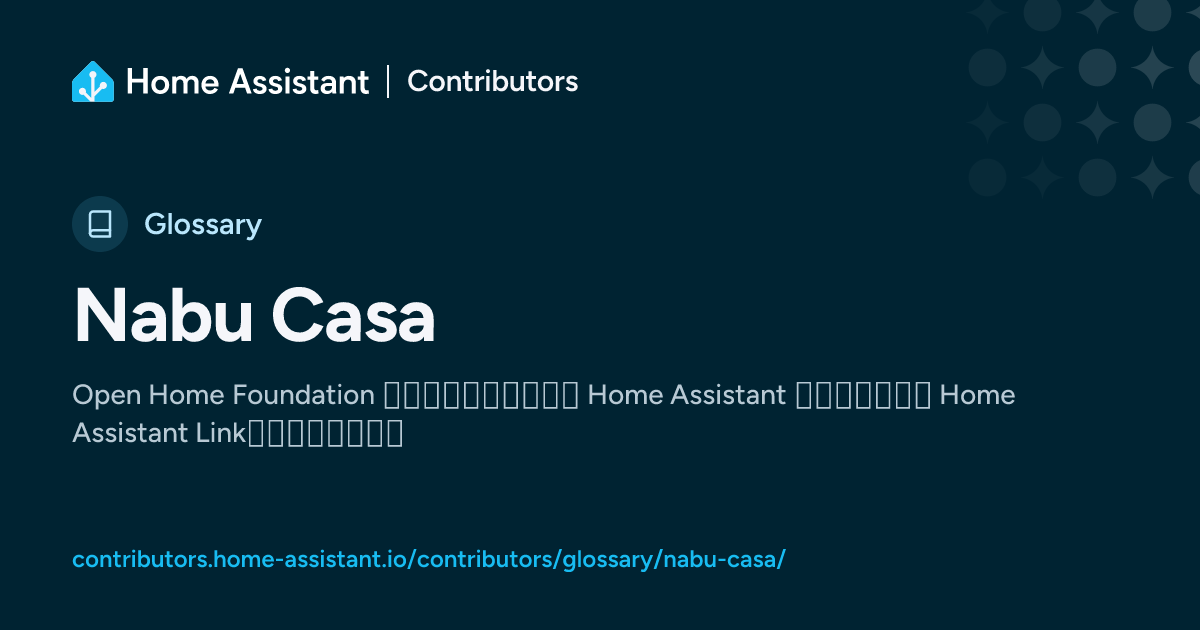 Home Assistant | Contributors
Glossary
Nabu Casa
Open Home Foundation Home Assistant Home
Assistant Link
contributors.home-assistant.io/contributors/glossary/nabu-casa/